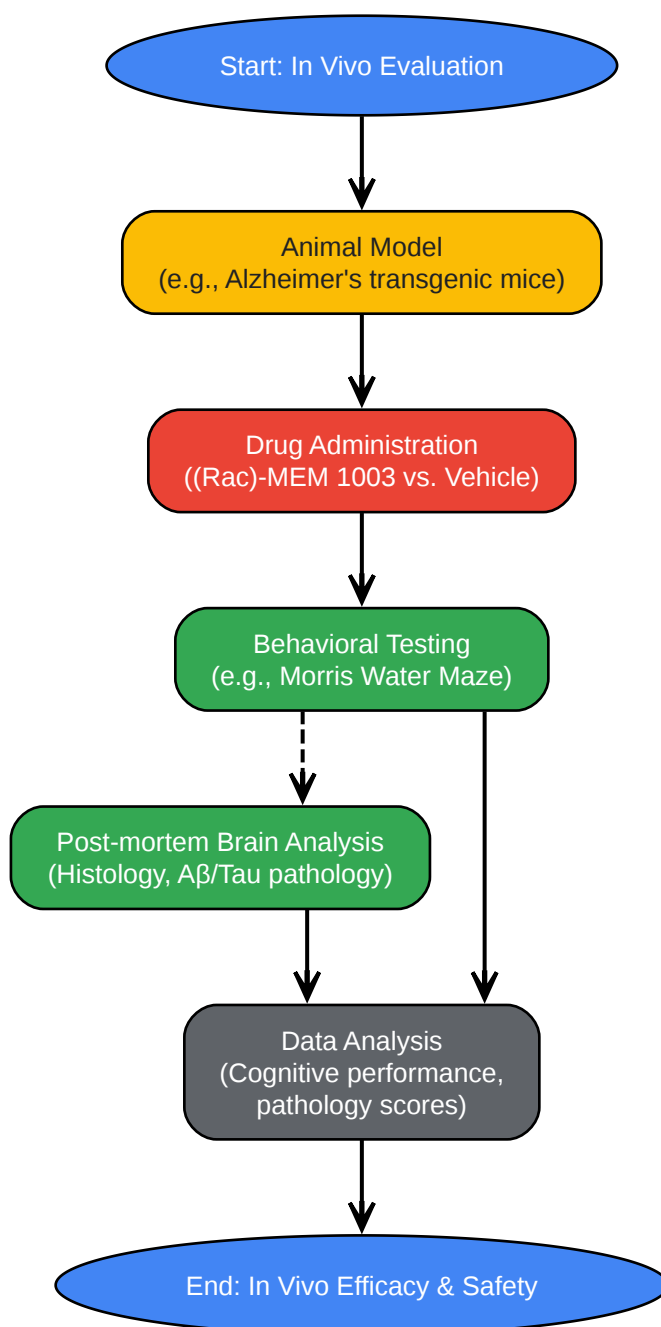 Start: In Vivo Evaluation
Animal Model
(e.g., Alzheimer's transgenic mice)
Drug Administration
((Rac)-MEM 1003 vs. Vehicle)
Behavioral Testing
(e.g., Morris Water Maze)
Post-mortem Brain Analysis
(Histology, Aβ/Tau pathology)
Data Analysis
(Cognitive performance,
pathology scores)
End: In Vivo Efficacy & Safety